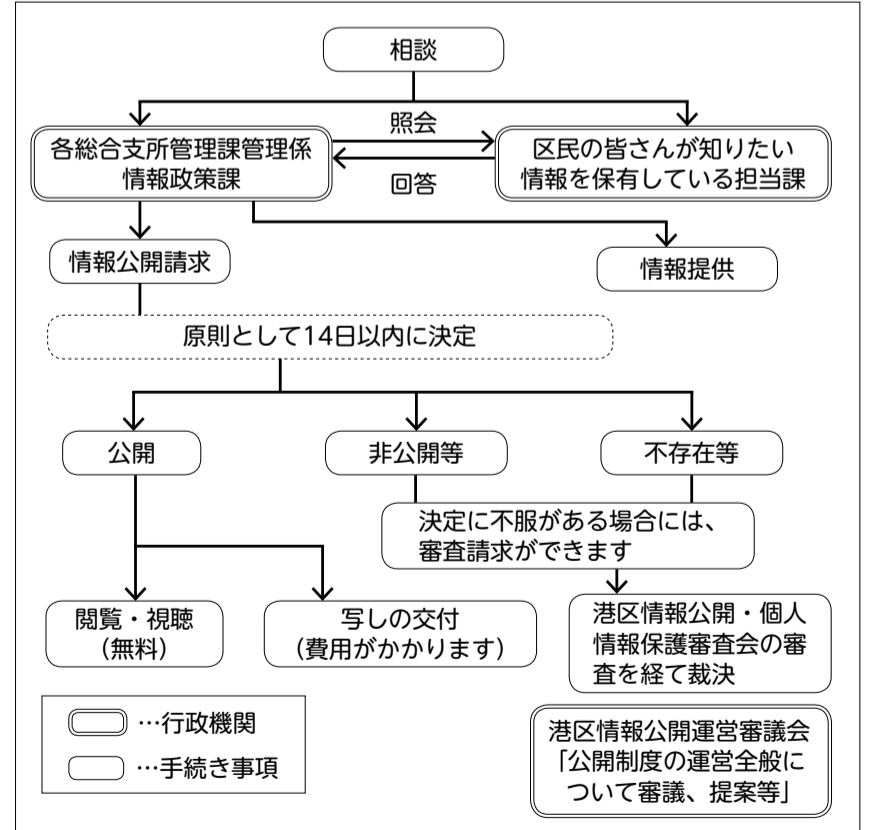 相談
照会
各総合支所管理課管理係
情報政策課
区民の皆さんが知りたい
情報を保有している担当課
回答
情報公開請求
情報提供
原則として14日以内に決定
公開
非公開等
不存在等
決定に不服がある場合には、
審査請求ができます
閲覧・視聴
(無料)
写しの交付
(費用がかかります)
港区情報公開・個人
情報保護審査会の審
査を経て裁決
…行政機関
…手続き事項
港区情報公開運営審議会
「公開制度の運営全般に
ついて審議、提案等」